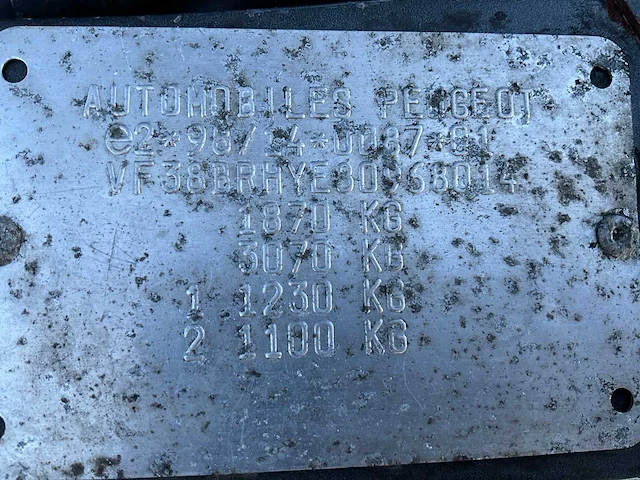 AUTOMOBILES PEUGEOT
e2*98/14*0087*01
VF38BRHYE80968014
1870 KG
3070 KG
1 1230 KG
2 1100 KG